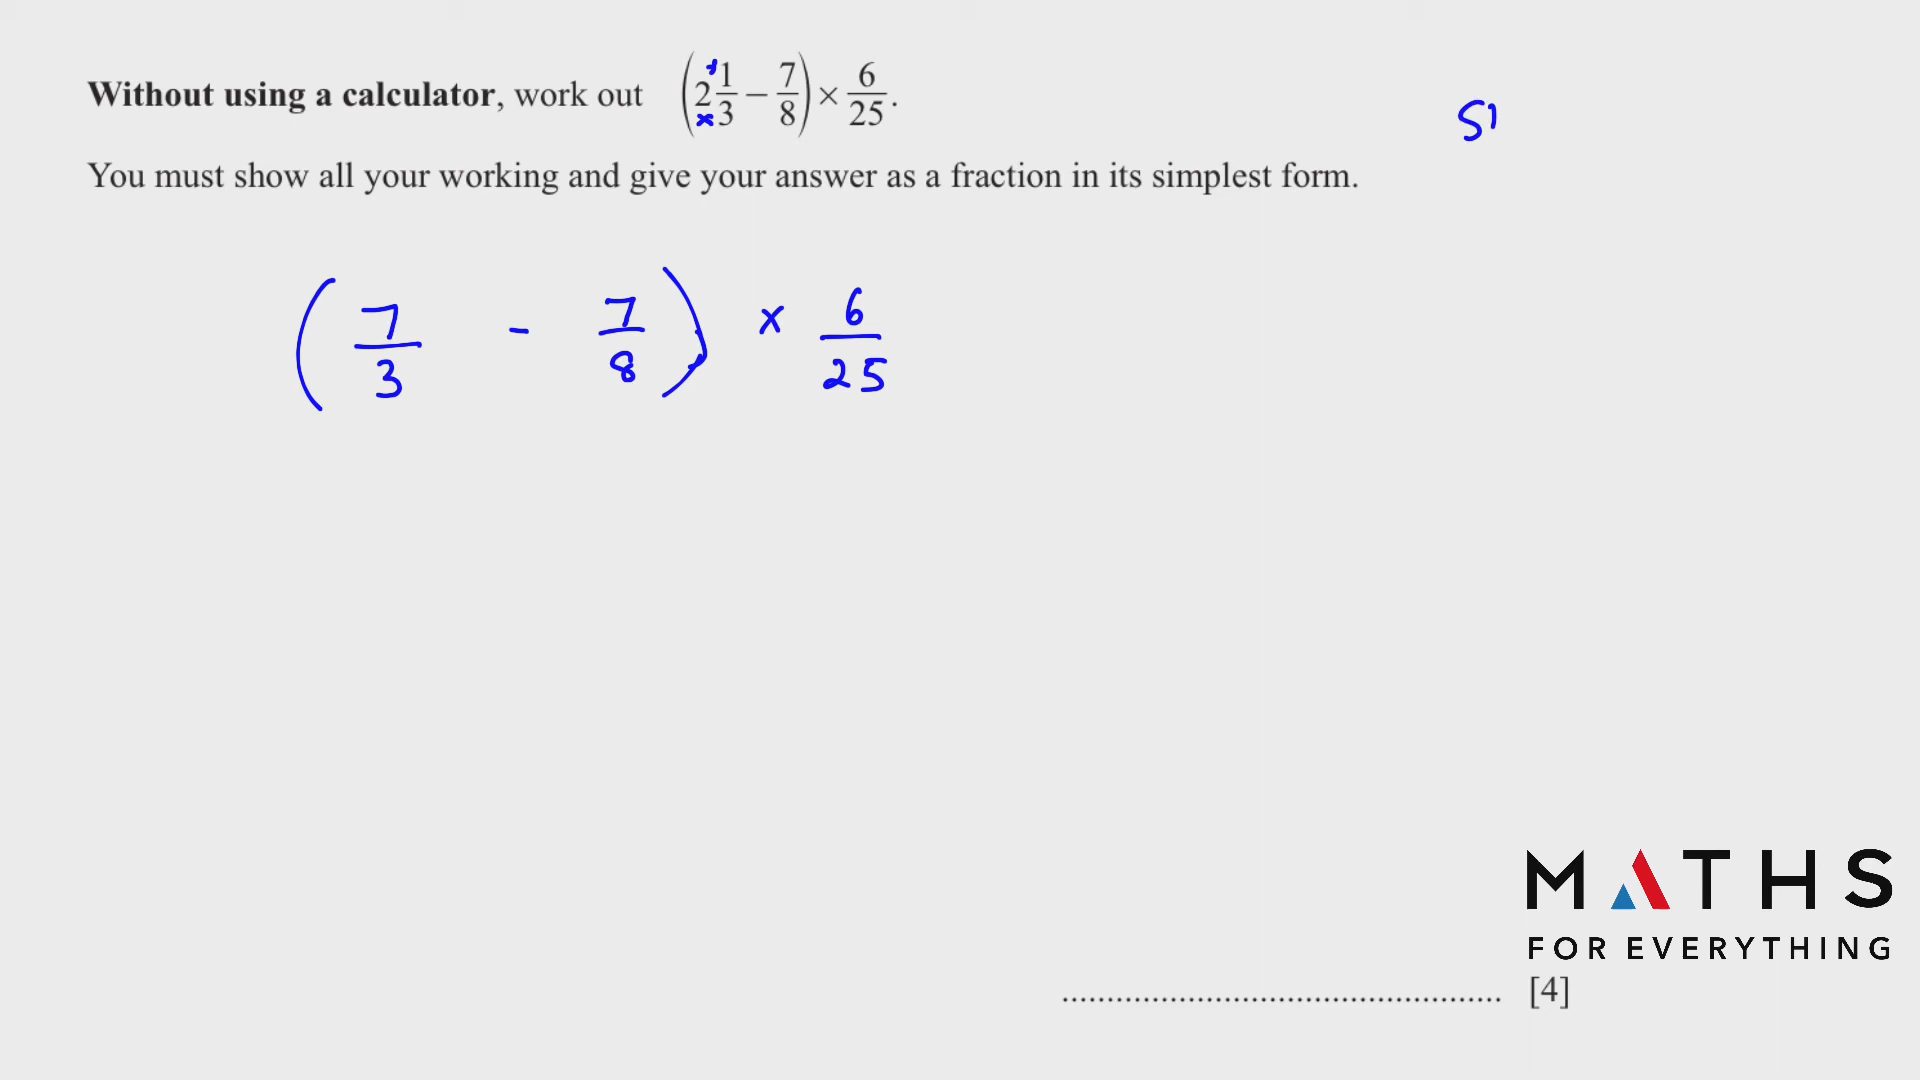 Without using a calculator, work out (2 1/3 − 7/8) × 6/25.
You must show all your working and give your answer as a fraction in its simplest form.
(7/3 - 7/8) × 6/25
MATHS
FOR EVERYTHING
.................................................. [4]